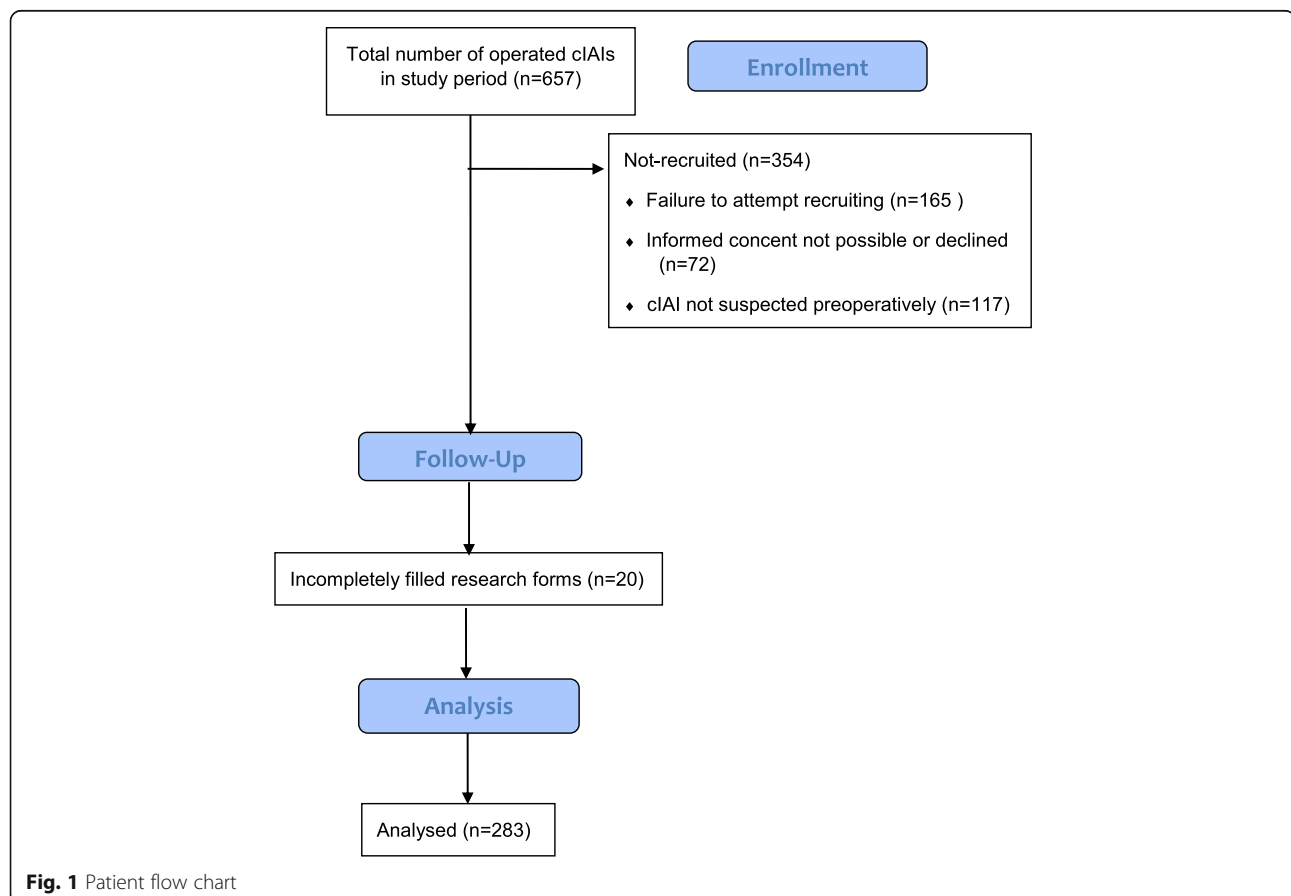 Total number of operated cIAIs
in study period (n=657)
Enrollment
Not-recruited (n=354)
♦ Failure to attempt recruiting (n=165 )
♦ Informed concent not possible or declined
(n=72)
♦ cIAI not suspected preoperatively (n=117)
Follow-Up
Incompletely filled research forms (n=20)
Analysis
Analysed (n=283)
Fig. 1 Patient flow chart